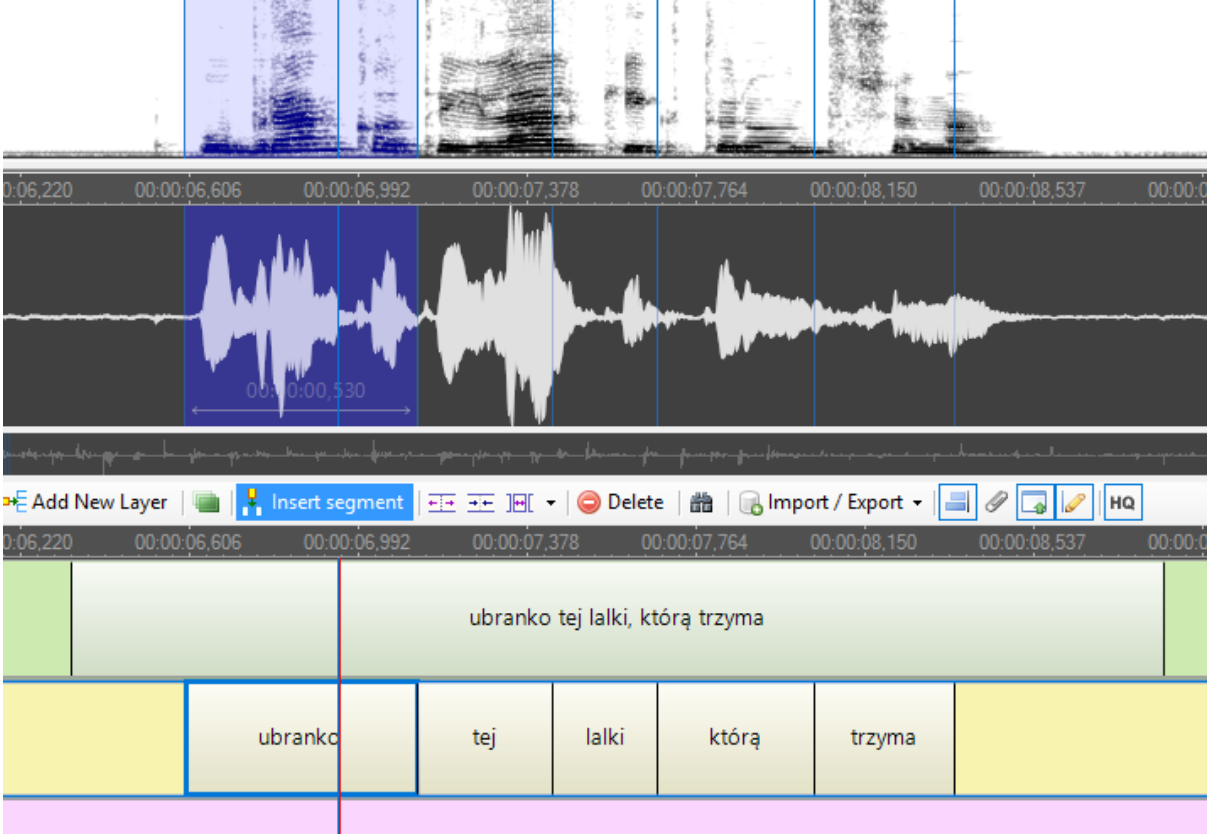 0:06,220 00:00:06,606 00:00:06,992 00:00:07,378 00:00:07,764 00:00:08,150 00:00:08,537 00:00:0
00:00:00,530
Add New Layer Insert segment Delete Import / Export HQ
0:06,220 00:00:06,606 00:00:06,992 00:00:07,378 00:00:07,764 00:00:08,150 00:00:08,537 00:00:0
ubranko tej lalki, którą trzyma
ubranko tej lalki którą trzyma